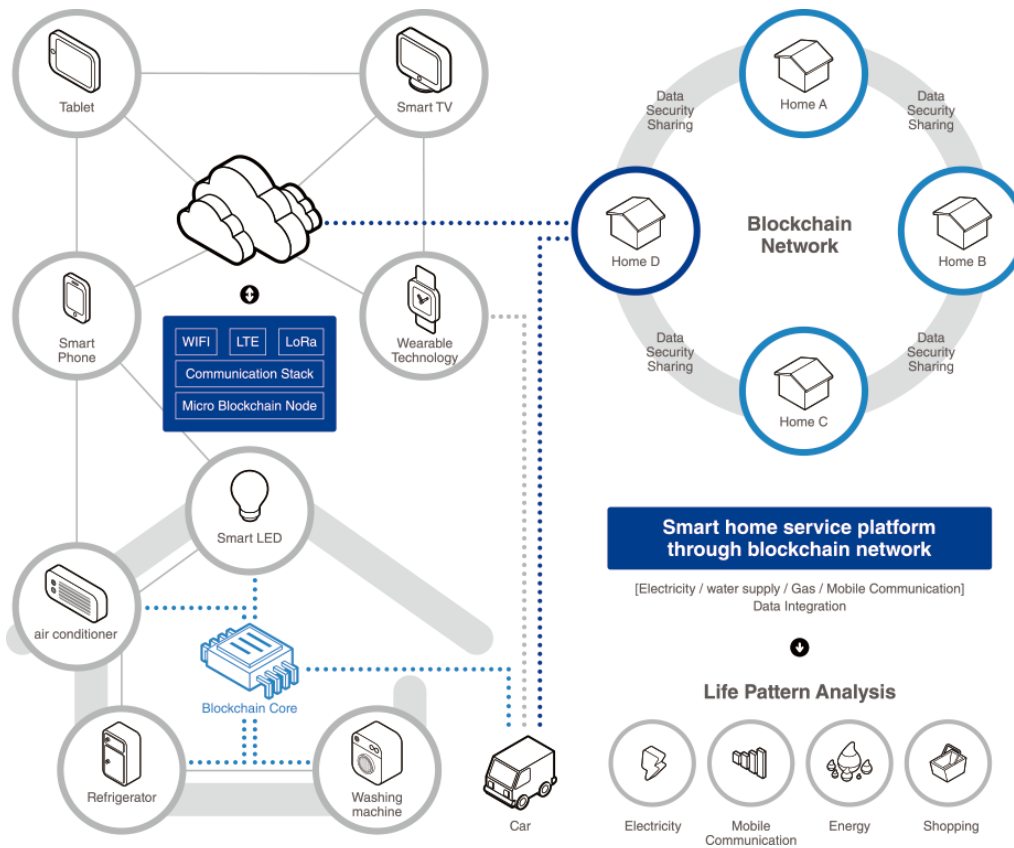 Tablet
Smart TV
Smart
Phone
Wearable
Technology
WIFI
LTE
LoRa
Communication Stack
Micro Blockchain Node
Smart LED
air conditioner
Blockchain Core
Refrigerator
Washing
machine
Car
Home A
Data
Security
Sharing
Data
Security
Sharing
Home D
Blockchain
Network
Home B
Data
Security
Sharing
Data
Security
Sharing
Home C
Smart home service platform
through blockchain network
[Electricity / water supply / Gas / Mobile Communication]
Data Integration
Life Pattern Analysis
Electricity
Mobile
Communication
Energy
Shopping